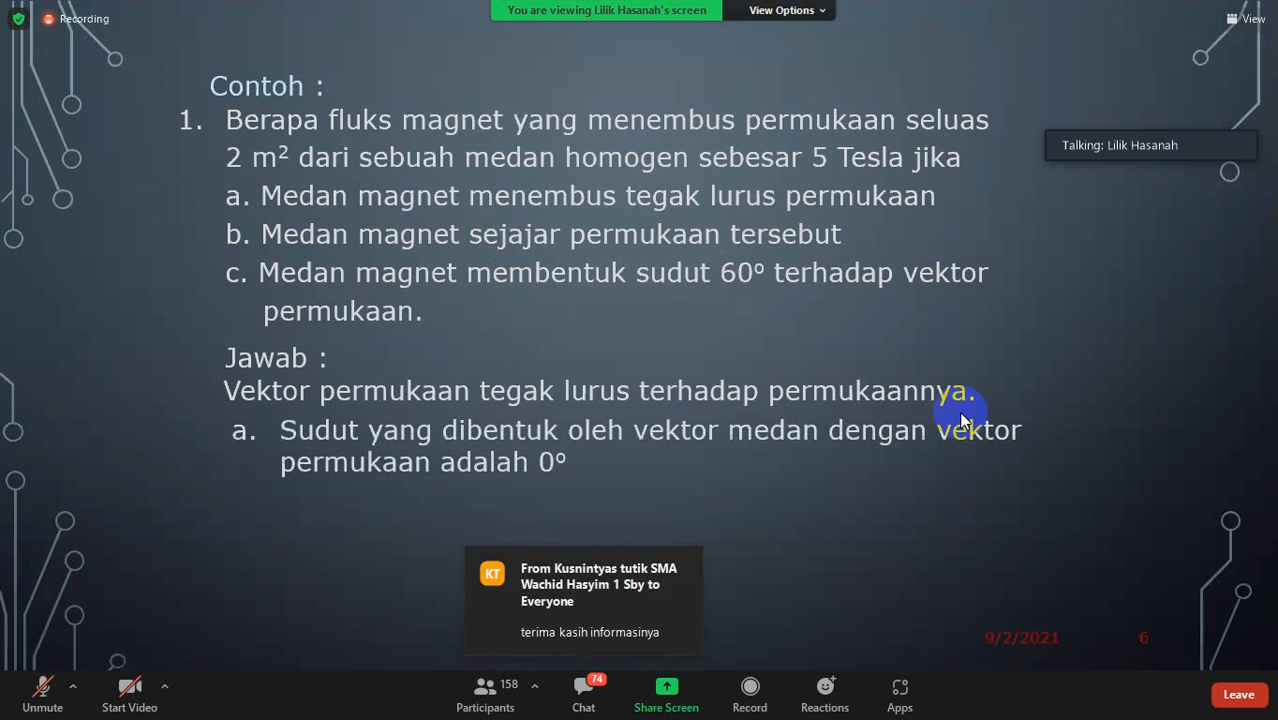 Recording
You are viewing Lilik Hasanah's screen
View Options
View
Contoh :
1. Berapa fluks magnet yang menembus permukaan seluas
2 m² dari sebuah medan homogen sebesar 5 Tesla jika
Talking: Lilik Hasanah
a. Medan magnet menembus tegak lurus permukaan
b. Medan magnet sejajar permukaan tersebut
c. Medan magnet membentuk sudut 60º terhadap vektor
permukaan.
Jawab :
Vektor permukaan tegak lurus terhadap permukaannya.
a. Sudut yang dibentuk oleh vektor medan dengan vektor
permukaan adalah 0º
KT
From Kusnintyas tutik SMA
Wachid Hasyim 1 Sby to
Everyone
terima kasih informasinya
9/2/2021 6
158
74
Unmute
Start Video
Participants
Chat
Share Screen
Record
Reactions
Apps
Leave